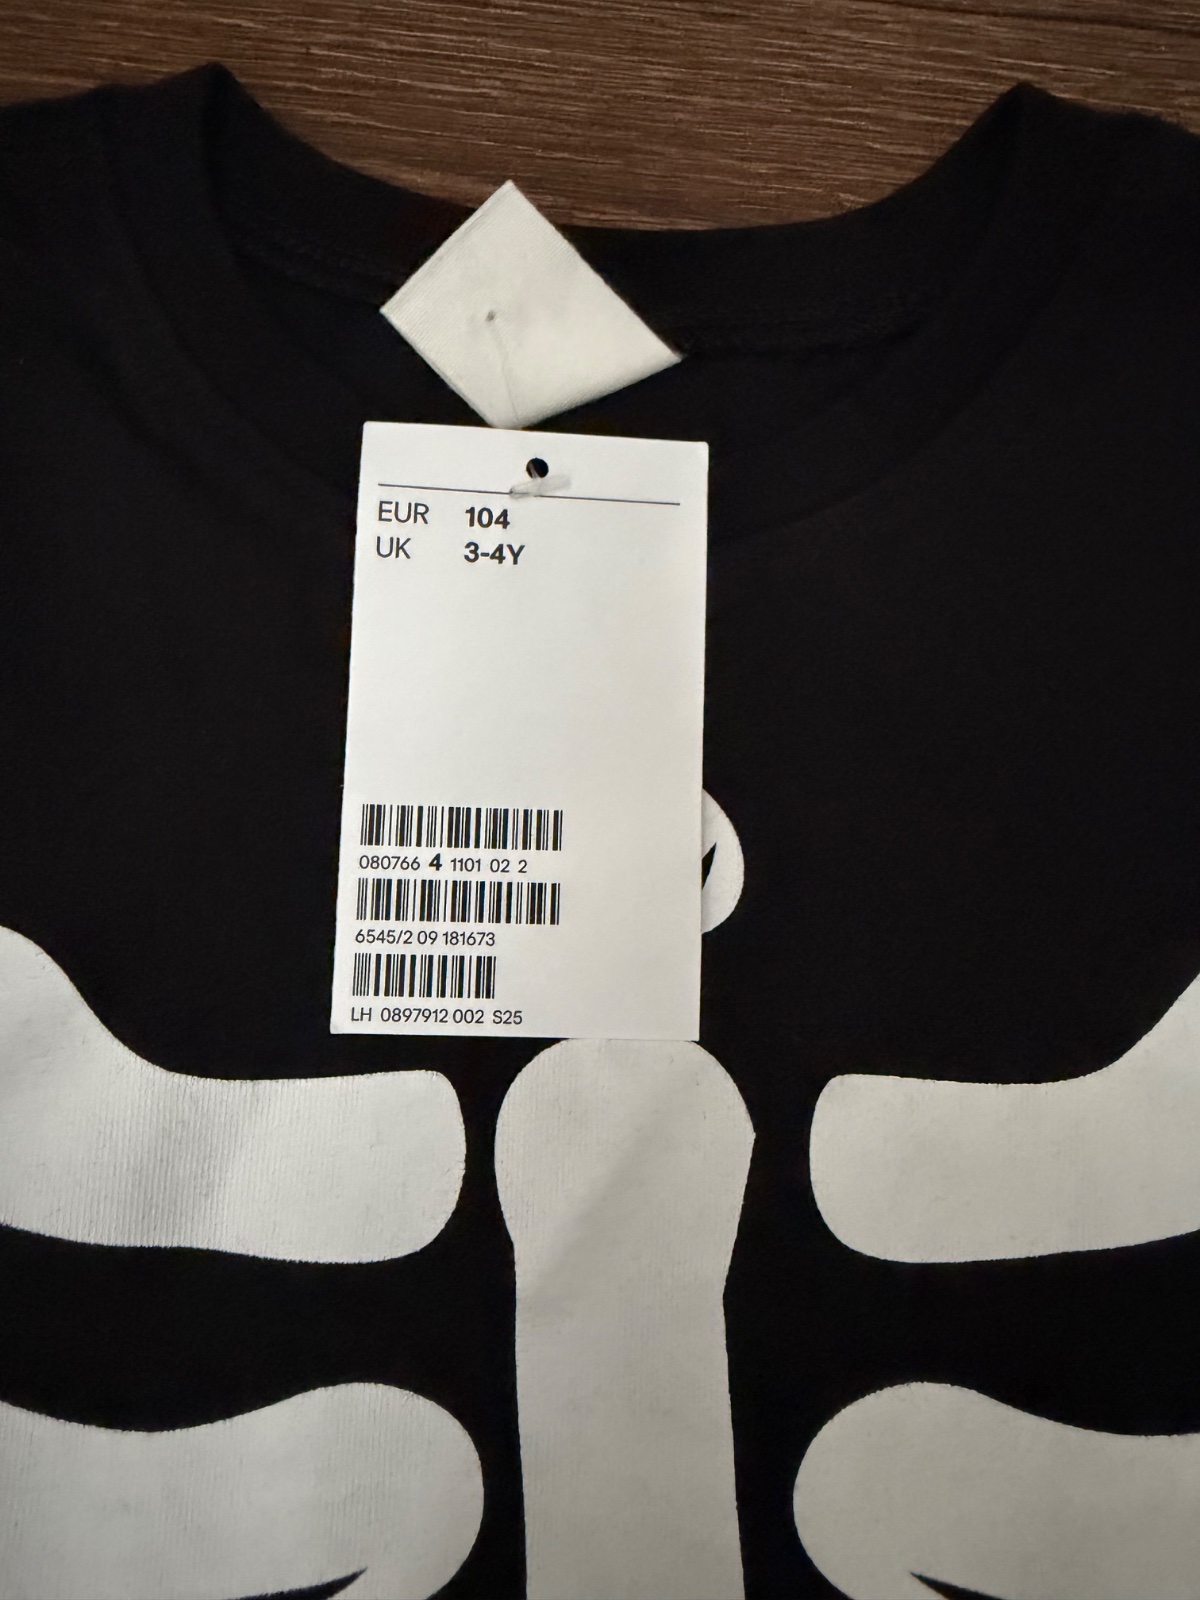 EUR 104
UK 3-4Y
080766 4 1101 02 2
6545/2 09 181673
LH 0897912 002 S25